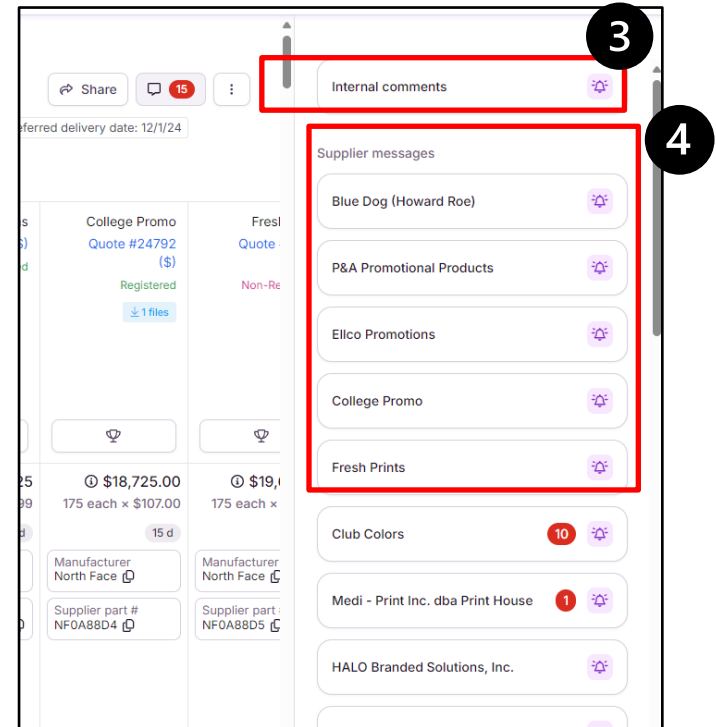 3
Share
15
Internal comments
4
eferred delivery date: 12/1/24
Supplier messages
Blue Dog (Howard Roe)
P&A Promotional Products
Ellco Promotions
College Promo
Fresh Prints
Club Colors
10
Medi - Print Inc. dba Print House
1
HALO Branded Solutions, Inc.
s
$)
d
College Promo
Quote #24792
($)
Registered
1 files
Fresh
Quote
Non-Re
25
99
d
$18,725.00
175 each × $107.00
15 d
Manufacturer
North Face
Supplier part #
NF0A88D4
$19,
175 each ×
Manufacturer
North Face
Supplier part
NF0A88D5